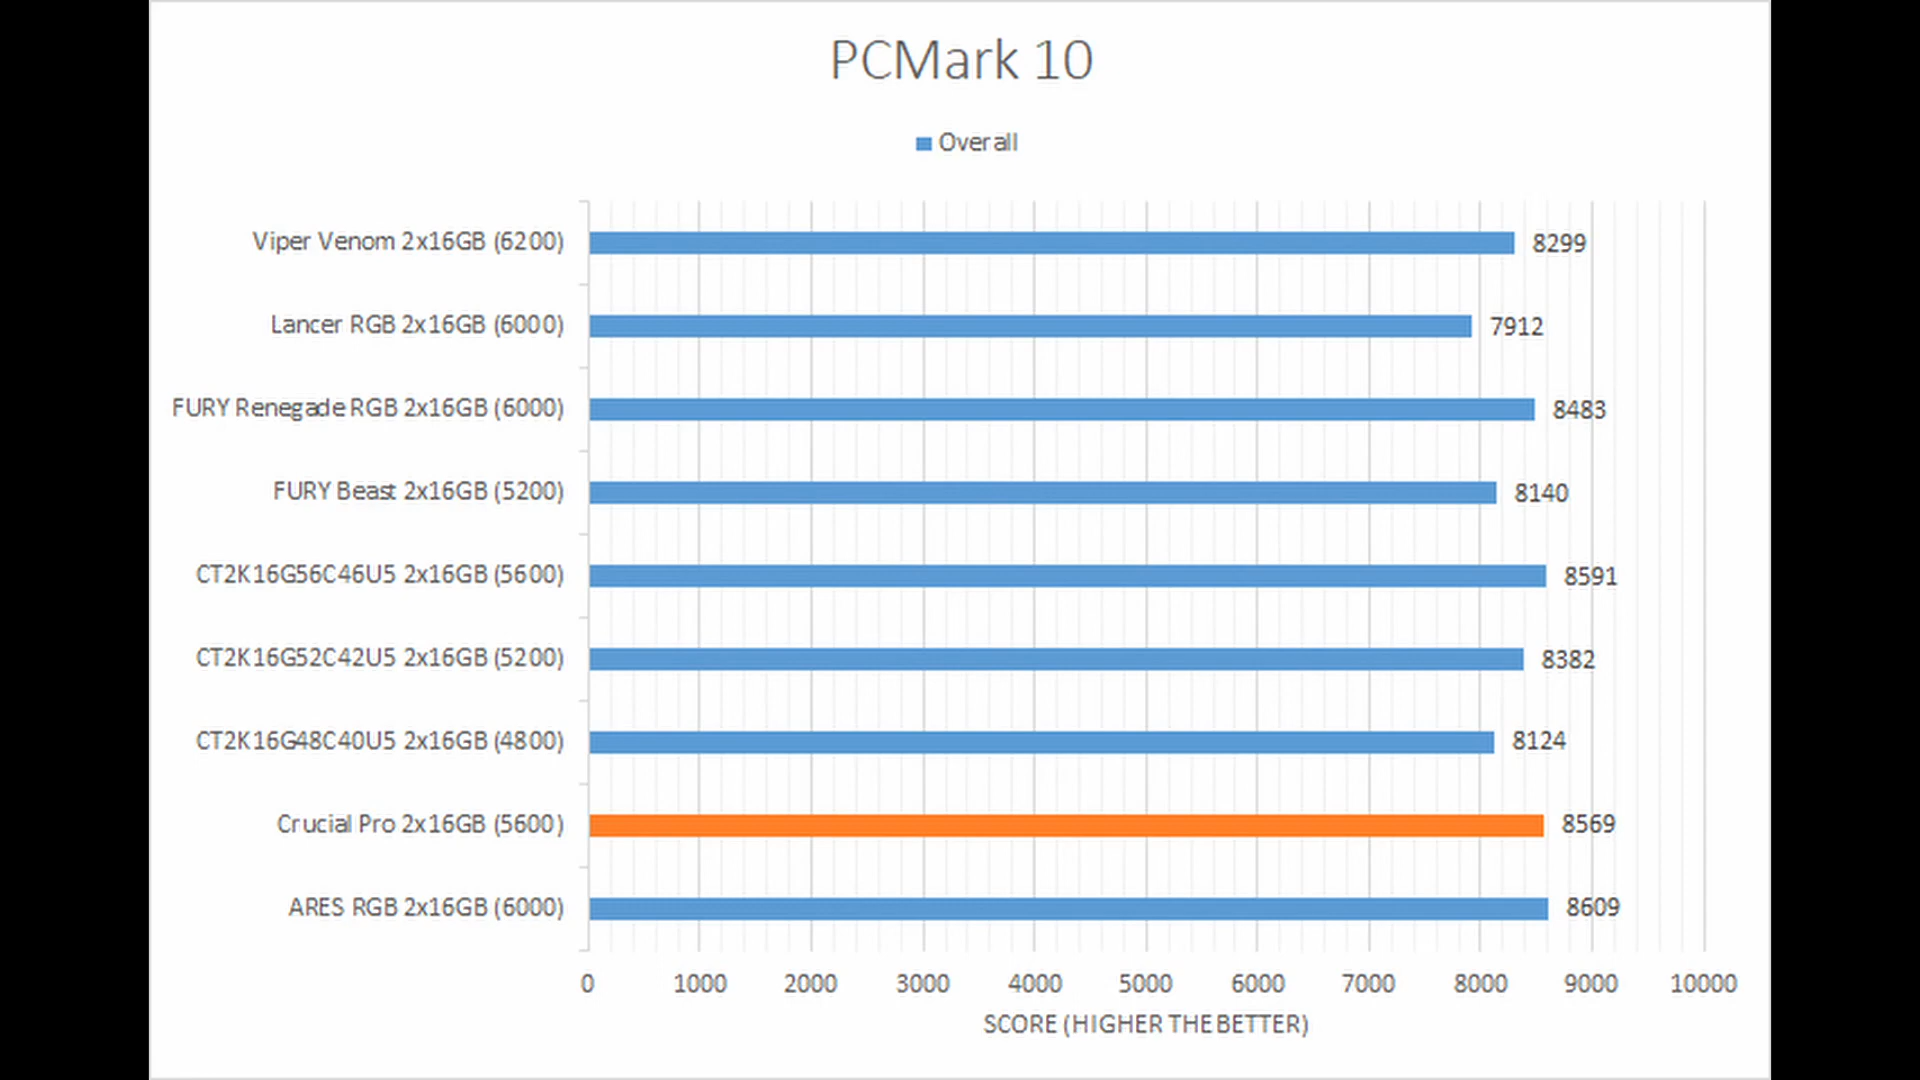 PCMark 10
Overall
Viper Venom 2x16GB (6200) 8299
Lancer RGB 2x16GB (6000) 7912
FURY Renegade RGB 2x16GB (6000) 8483
FURY Beast 2x16GB (5200) 8140
CT2K16G56C46U5 2x16GB (5600) 8591
CT2K16G52C42U5 2x16GB (5200) 8382
CT2K16G48C40U5 2x16GB (4800) 8124
Crucial Pro 2x16GB (5600) 8569
ARES RGB 2x16GB (6000) 8609
0 1000 2000 3000 4000 5000 6000 7000 8000 9000 10000
SCORE (HIGHER THE BETTER)